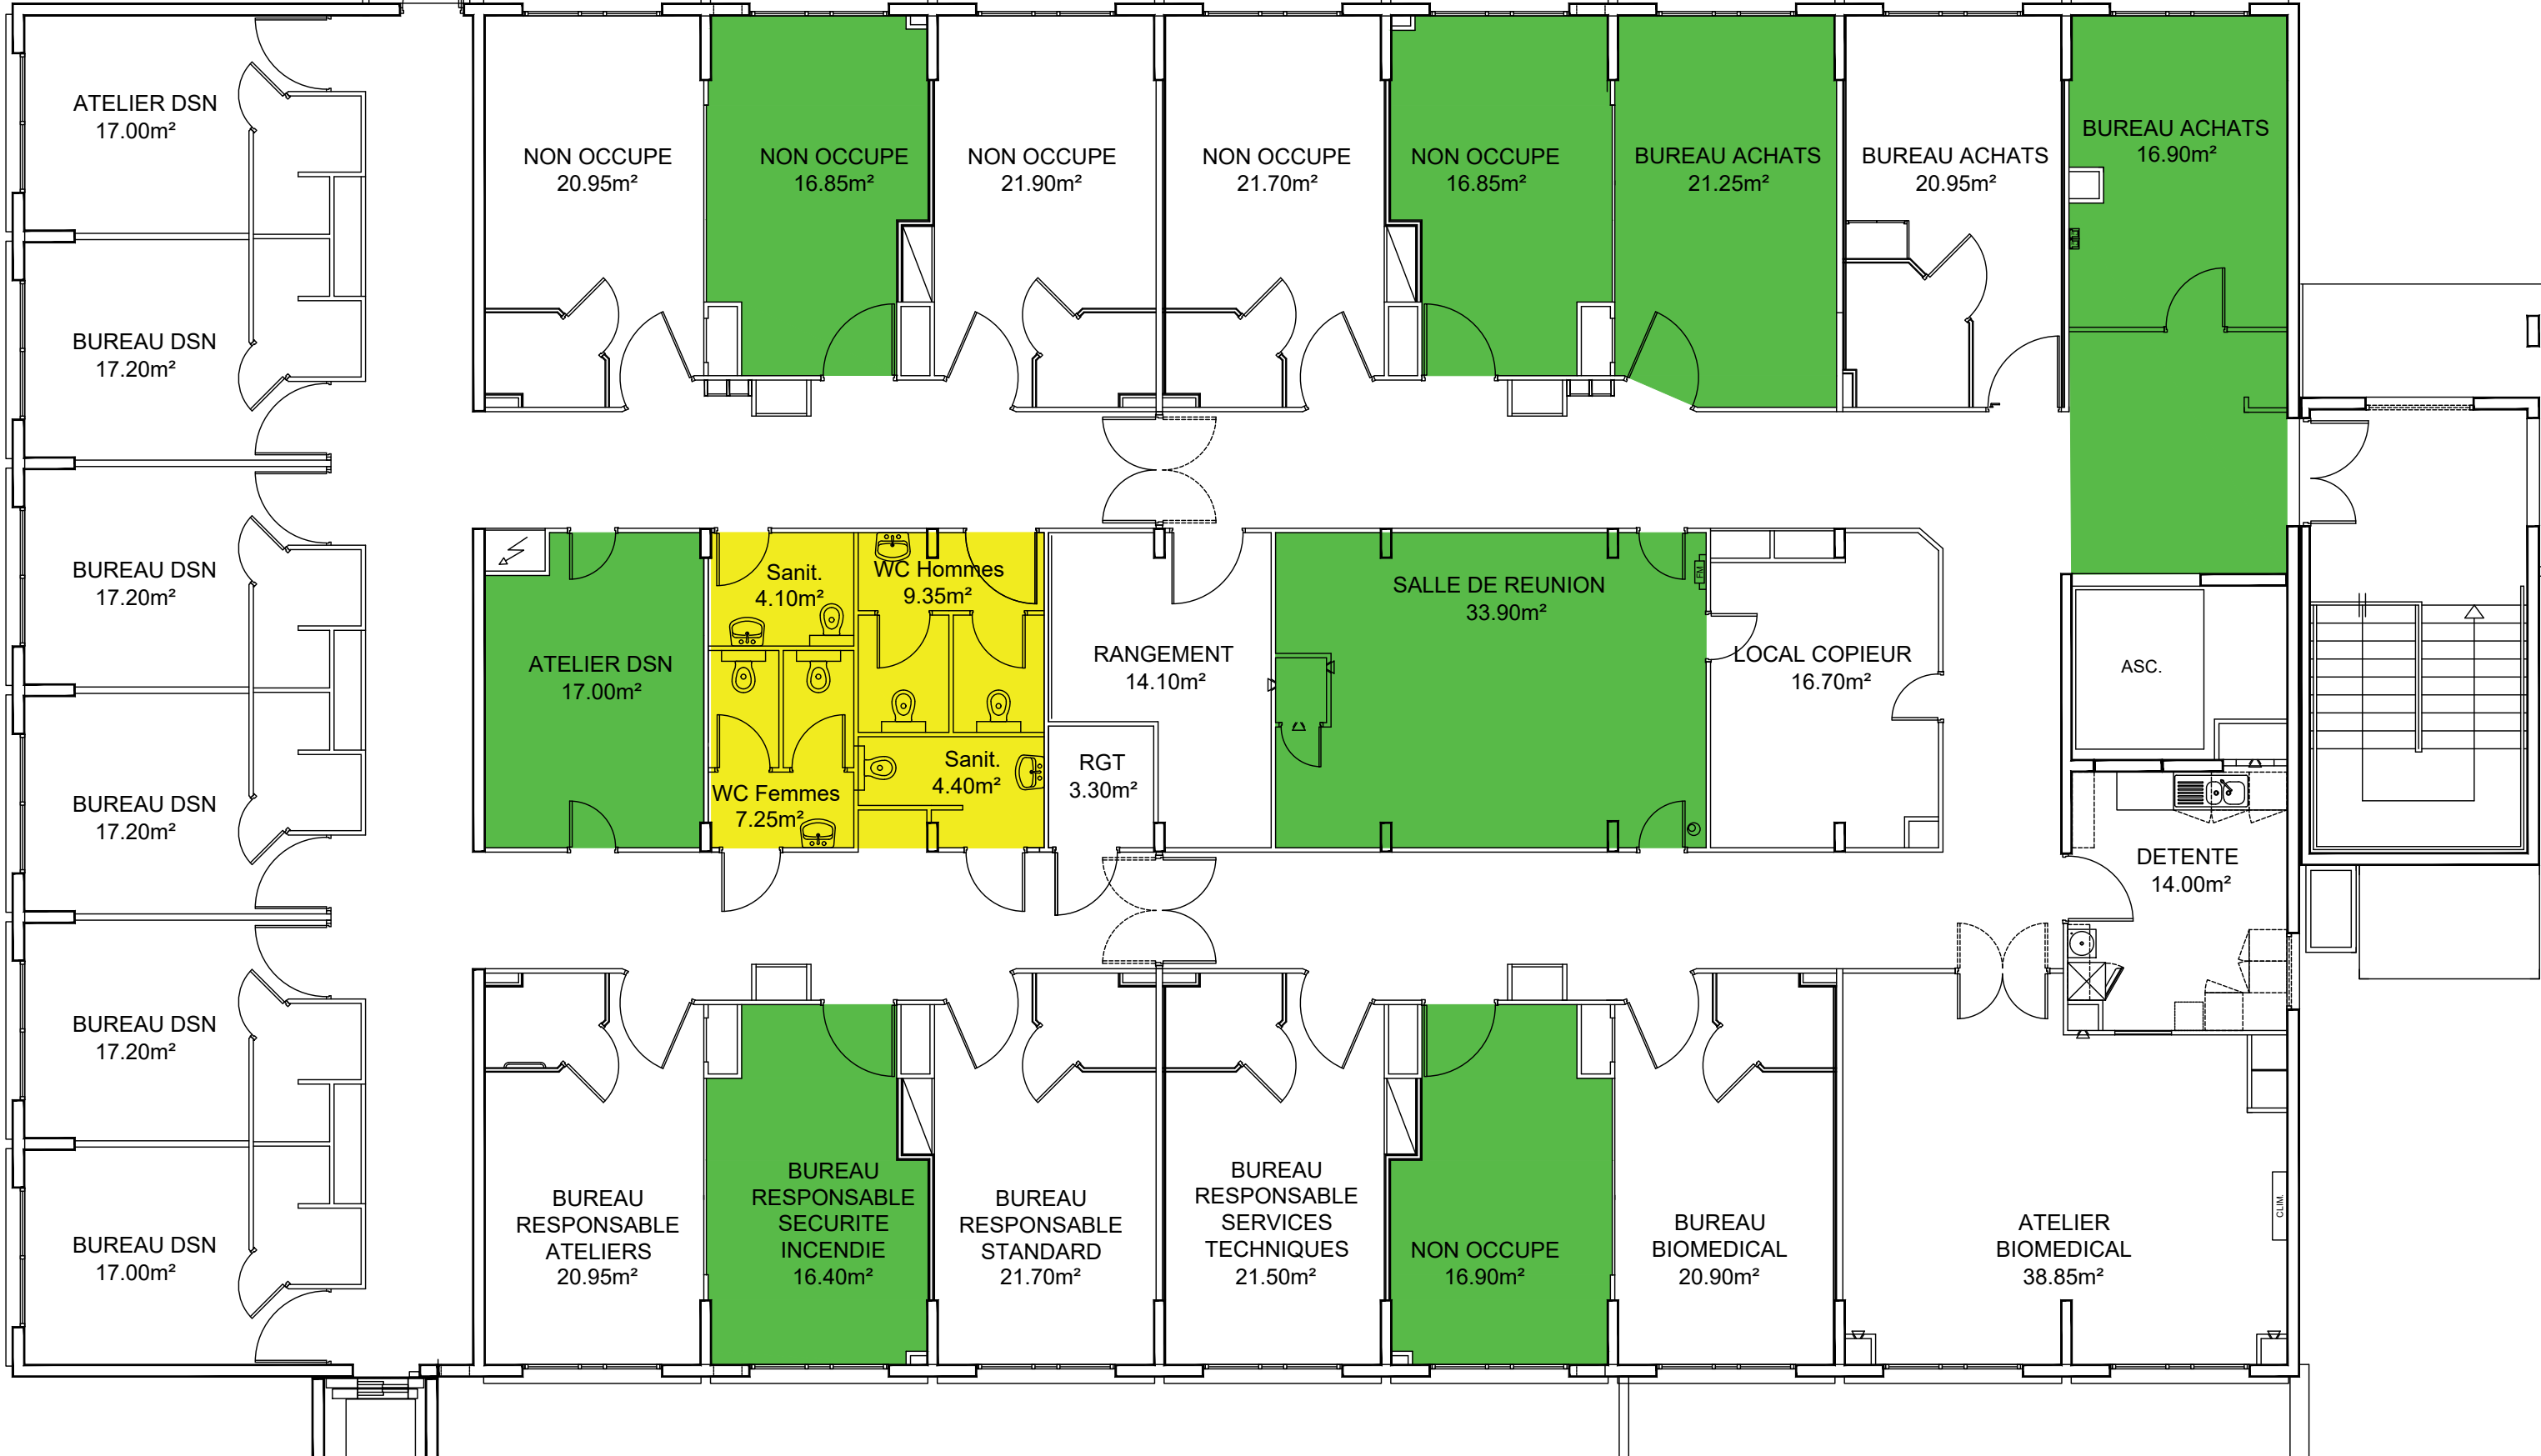 ATELIER DSN
17.00m²
NON OCCUPE
20.95m²
NON OCCUPE
16.85m²
NON OCCUPE
21.90m²
NON OCCUPE
21.70m²
NON OCCUPE
16.85m²
BUREAU ACHATS
21.25m²
BUREAU ACHATS
20.95m²
BUREAU ACHATS
16.90m²
BUREAU DSN
17.20m²
BUREAU DSN
17.20m²
BUREAU DSN
17.20m²
BUREAU DSN
17.20m²
BUREAU DSN
17.00m²
ATELIER DSN
17.00m²
Sanit.
4.10m²
WC Hommes
9.35m²
WC Femmes
7.25m²
Sanit.
4.40m²
RANGEMENT
14.10m²
RGT
3.30m²
SALLE DE REUNION
33.90m²
FM
LOCAL COPIEUR
16.70m²
ASC.
DETENTE
14.00m²
BUREAU
RESPONSABLE
ATELIERS
20.95m²
BUREAU
RESPONSABLE
SECURITE
INCENDIE
16.40m²
BUREAU
RESPONSABLE
STANDARD
21.70m²
BUREAU
RESPONSABLE
SERVICES
TECHNIQUES
21.50m²
NON OCCUPE
16.90m²
BUREAU
BIOMEDICAL
20.90m²
ATELIER
BIOMEDICAL
38.85m²
CLIM.